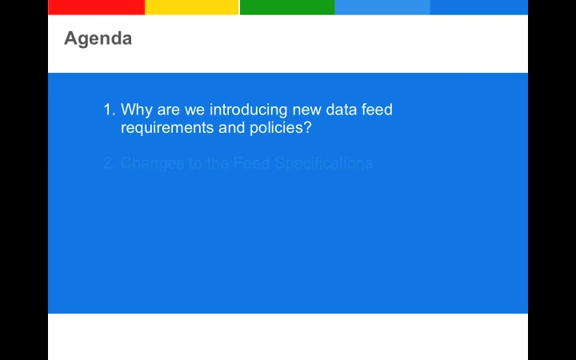 Agenda
1. Why are we introducing new data feed
requirements and policies?
2. Changes to the Feed Specifications